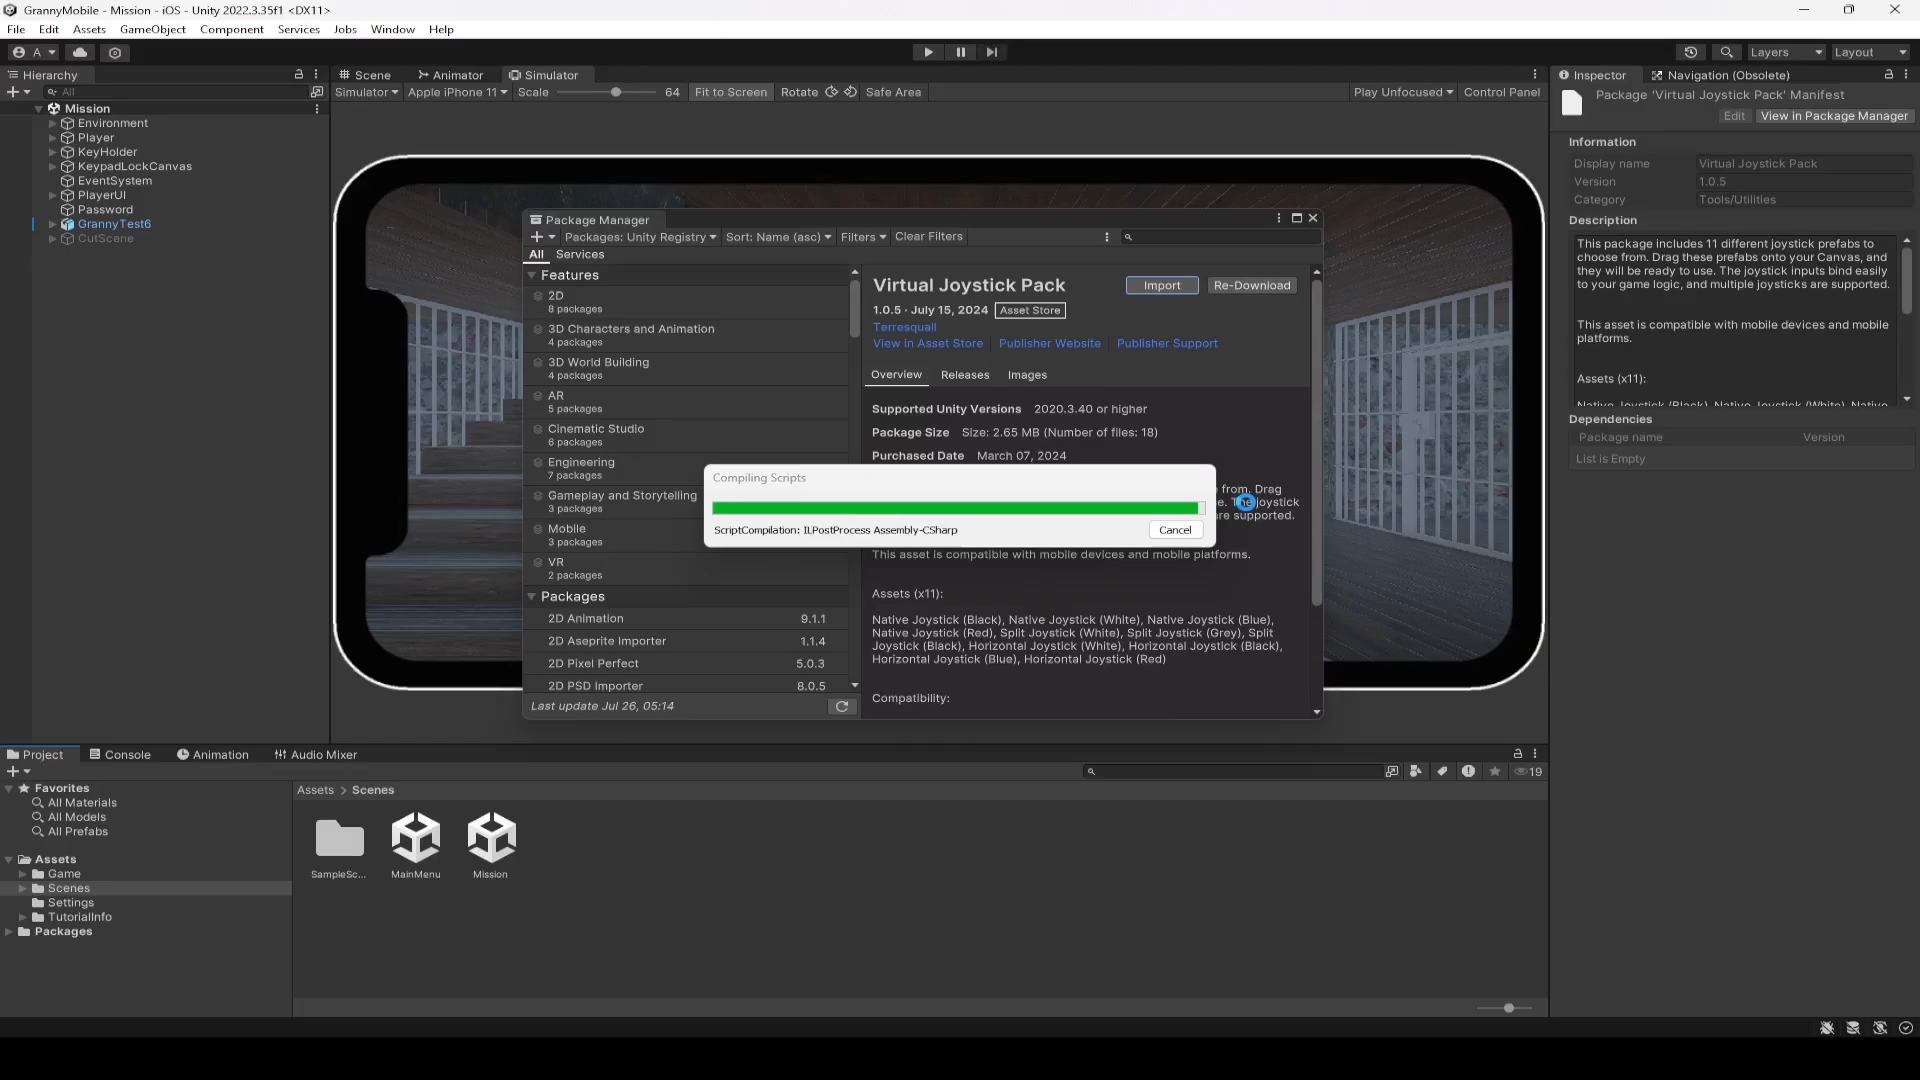 GrannyMobile - Mission - iOS - Unity 2022.3.35f1 <DX11>
File Edit Assets GameObject Component Services Jobs Window Help
A Layers Layout
Hierarchy
All
Mission
Environment
Player
KeyHolder
KeypadLockCanvas
EventSystem
PlayerUI
Password
GrannyTest6
CutScene
Scene Animator Simulator
Simulator Apple iPhone 11 Scale 64 Fit to Screen Rotate Safe Area Play Unfocused Control Panel
Package Manager
Packages: Unity Registry Sort: Name (asc) Filters Clear Filters
All Services
Features
2D
8 packages
3D Characters and Animation
4 packages
3D World Building
4 packages
AR
5 packages
Cinematic Studio
6 packages
Engineering
7 packages
Gameplay and Storytelling
3 packages
Mobile
3 packages
VR
2 packages
Packages
2D Animation 9.1.1
2D Aseprite Importer 1.1.4
2D Pixel Perfect 5.0.3
2D PSD Importer 8.0.5
Last update Jul 26, 05:14
Virtual Joystick Pack Import Re-Download
1.0.5 · July 15, 2024 Asset Store
Terresquall
View in Asset Store Publisher Website Publisher Support
Overview Releases Images
Supported Unity Versions 2020.3.40 or higher
Package Size Size: 2.65 MB (Number of files: 18)
Purchased Date March 07, 2024
from. Drag
e. The joystick
are supported.
This asset is compatible with mobile devices and mobile platforms.
Assets (x11):
Native Joystick (Black), Native Joystick (White), Native Joystick (Blue),
Native Joystick (Red), Split Joystick (White), Split Joystick (Grey), Split
Joystick (Black), Horizontal Joystick (White), Horizontal Joystick (Black),
Horizontal Joystick (Blue), Horizontal Joystick (Red)
Compatibility:
Compiling Scripts
ScriptCompilation: ILPostProcess Assembly-CSharp
Cancel
Inspector Navigation (Obsolete)
Package 'Virtual Joystick Pack' Manifest
Edit View in Package Manager
Information
Display name Virtual Joystick Pack
Version 1.0.5
Category Tools/Utilities
Description
This package includes 11 different joystick prefabs to
choose from. Drag these prefabs onto your Canvas, and
they will be ready to use. The joystick inputs bind easily
to your game logic, and multiple joysticks are supported.
This asset is compatible with mobile devices and mobile
platforms.
Assets (x11):
Native Joystick (Black), Native Joystick (White), Native
Dependencies
Package name Version
List is Empty
Project Console Animation Audio Mixer
19
Favorites
All Materials
All Models
All Prefabs
Assets
Game
Scenes
Settings
TutorialInfo
Packages
Assets > Scenes
SampleSc... MainMenu Mission